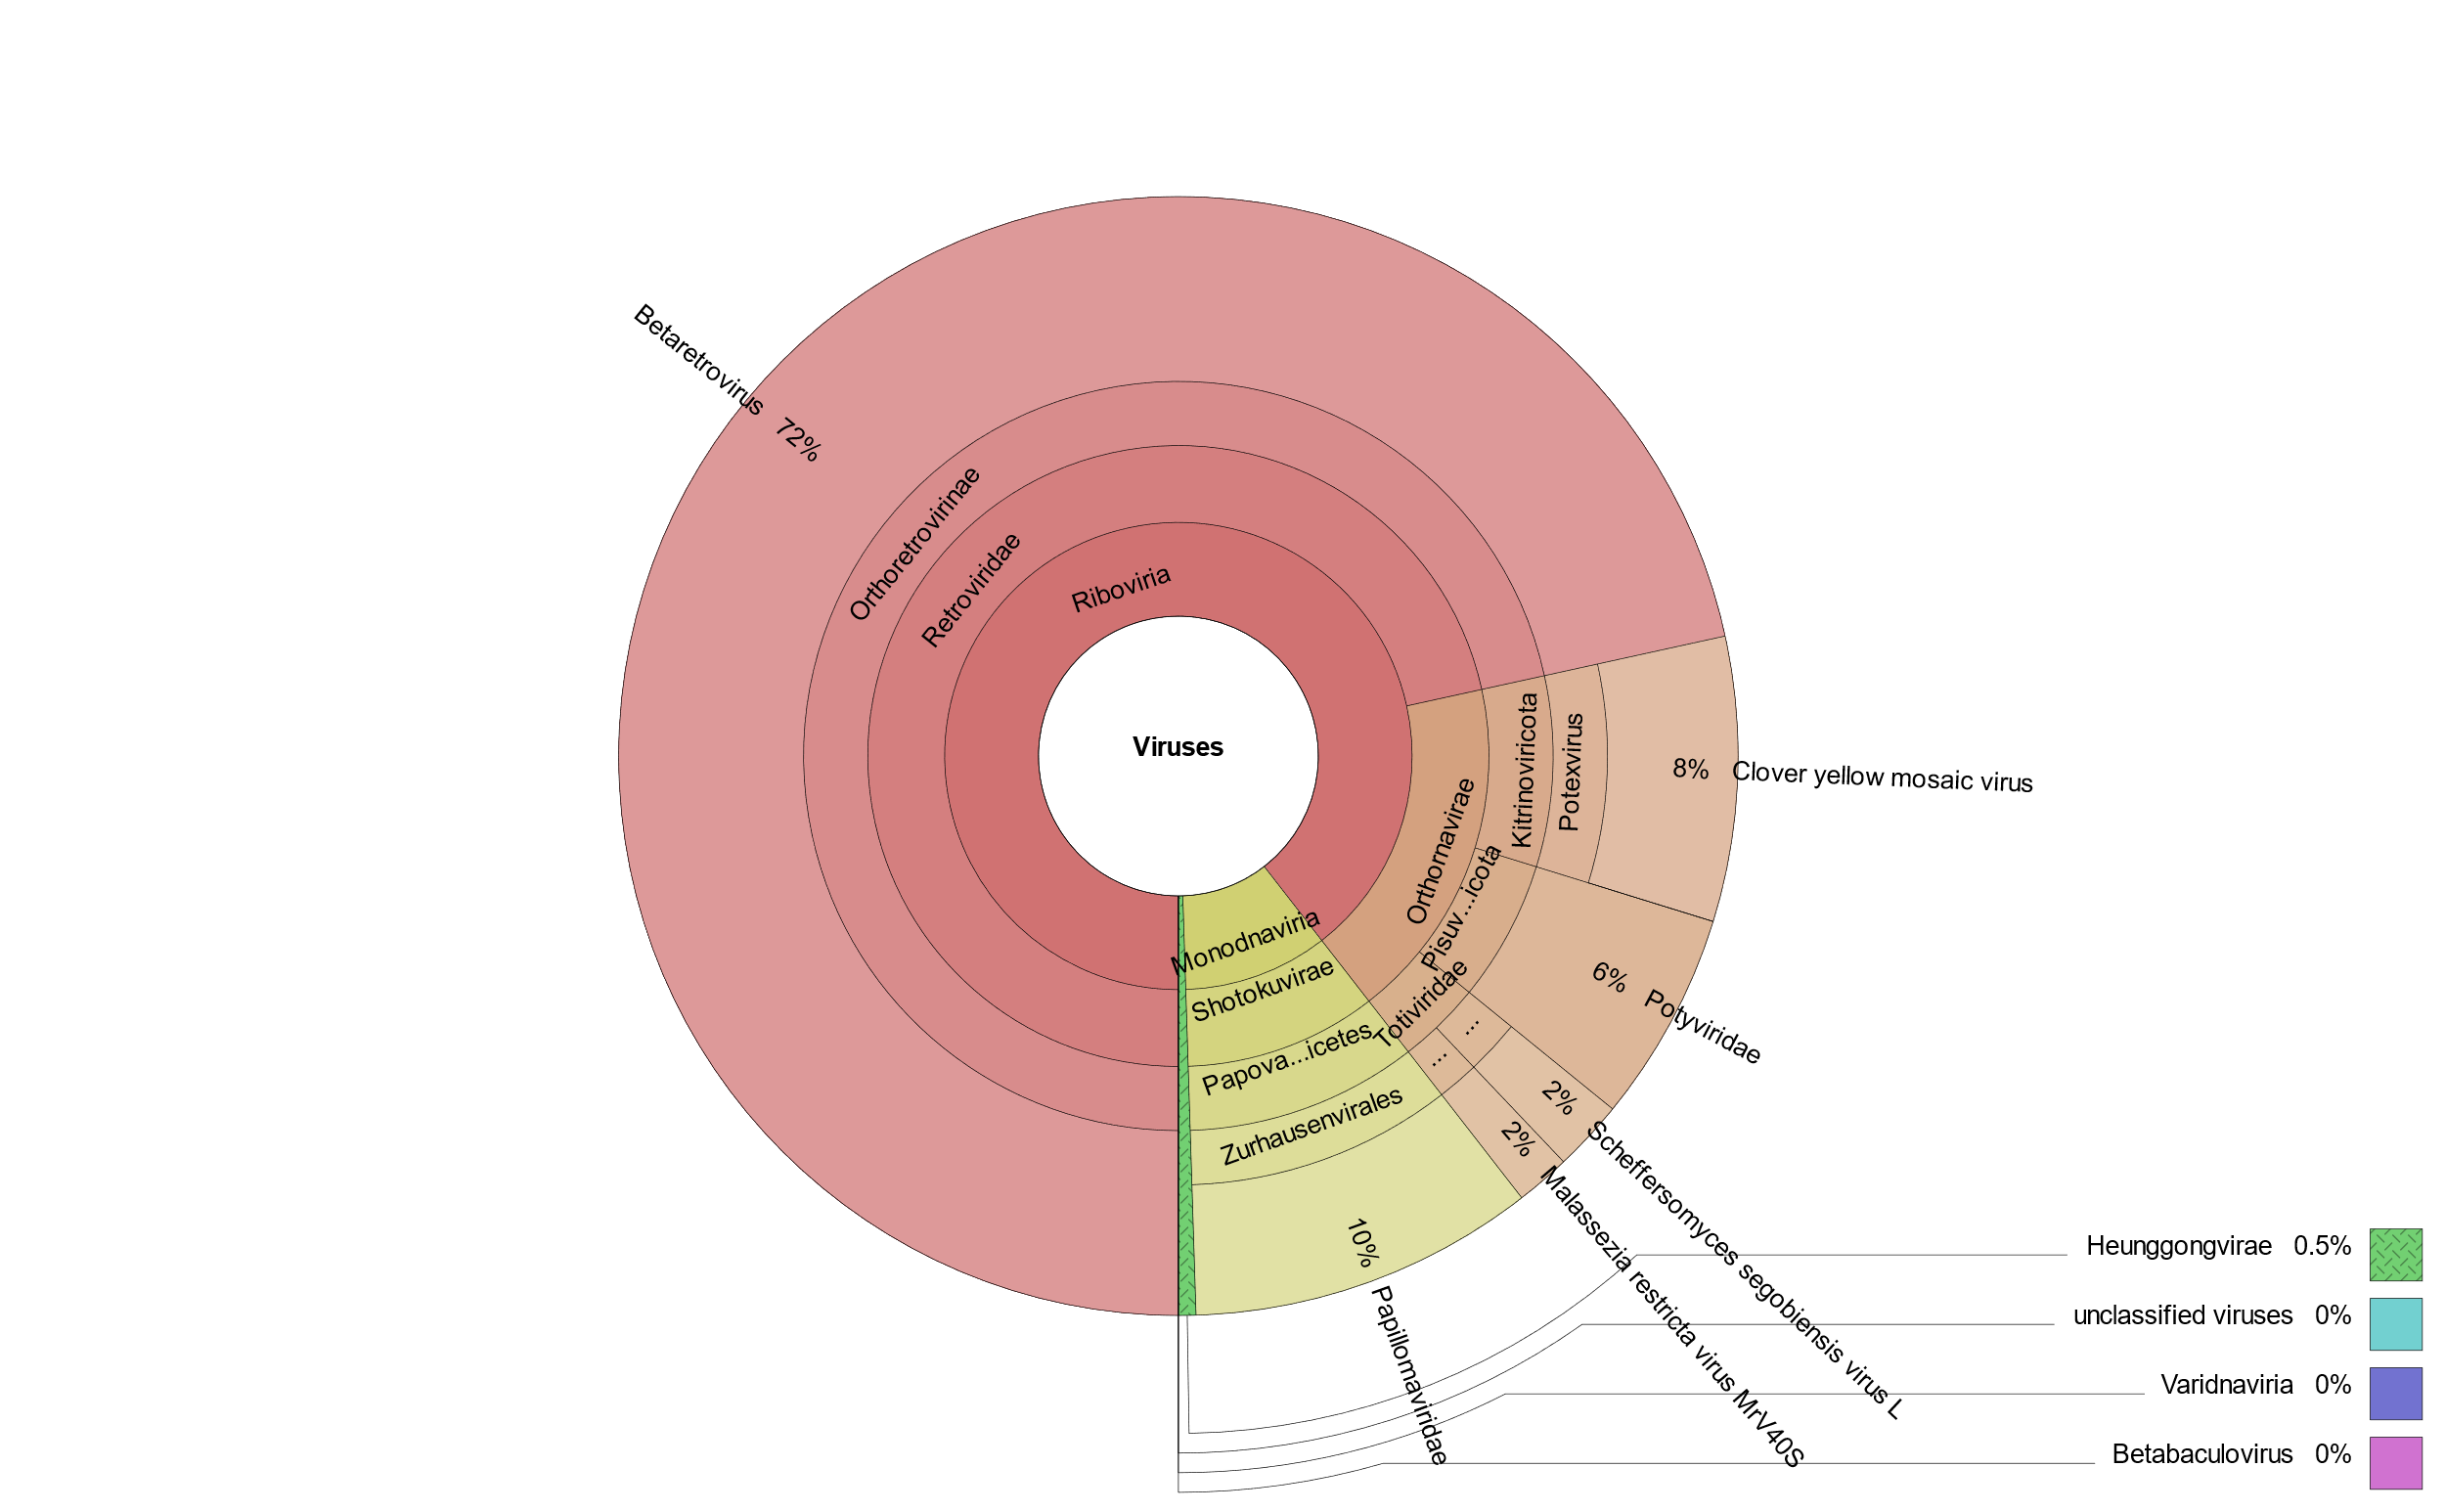 Viruses
Riboviria
Retroviridae
Orthoretrovirinae
Betaretrovirus 72%
Orthornavirae
Kitrinoviricota
Potexvirus
8% Clover yellow mosaic virus
Pisuv...icota
6% Potyviridae
...
2% Scheffersomyces segobiensis virus L
Totiviridae
...
2% Malassezia restricta virus MrV40S
Monodnaviria
Shotokuvirae
Papova...icetes
Zurhausenvirales
10% Papillomaviridae
Heunggongvirae 0.5%
unclassified viruses 0%
Varidnaviria 0%
Betabaculovirus 0%